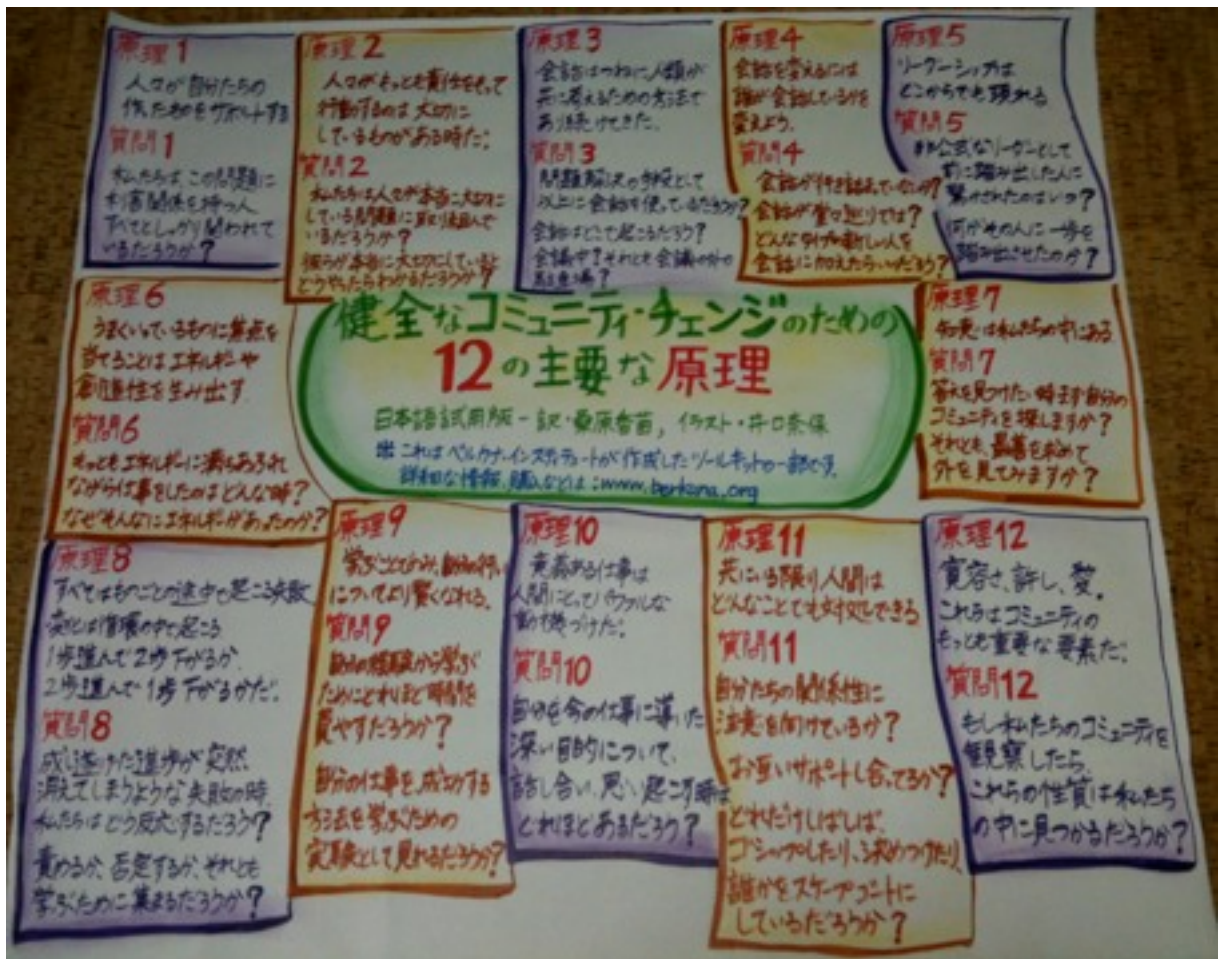 健全なコミュニティ・チェンジのための
12の主要な原理
日本語試用版-訳・桑原香苗, イラスト・井口奈保
※これはベルカナ・インスティチュートが作成したツールキットの一部です。
詳細な情報、購入などは:www.berkana.org
原理1
人々が自分たちの
作ったものをサポートする
質問1
私たちは、この問題に
利害関係を持つ人
すべてとしっかり関われて
いるだろうか?
原理2
人々がもっとも責任をもって
行動するのは大切に
しているものがある時だ。
質問2
私たちは人々が本当に大切に
している問題に取り組んで
いるだろうか?
彼らが本当に大切にしていると
どうやったらわかるだろうか?
原理3
会話はつねに人類が
共に考えるための方法で
あり続けてきた。
質問3
問題解決の手段として
以上に会話を使っているだろうか?
会話はどこで起こるだろう?
会議中?それとも会議の外の
原理4
会話を変えるには
誰が会話しているかを
変えよう。
質問4
会話が行き詰まっていないか?
会話が堂々巡りでは?
どんなタイプの新しい人を
会話に加えたらいいだろう?
原理5
リーダーシップは
どこからでも現れる
質問5
非公式なリーダーとして
前に踏み出した人に
驚かされたのはいつ?
何がその人に一歩を
踏み出させたのか?
原理6
うまくいっているものに焦点を
当てることはエネルギーや
創造性を生み出す
質問6
もっともエネルギーに満ちあふれ
ながら仕事をしたのはどんな時?
なぜそんなにエネルギーがあったのか?
原理7
知恵は私たちの中にある
質問7
答えを見つけたい時まず自分の
コミュニティを探しますか?
それとも、最善を求めて
外を見てみますか?
原理8
すべてはものごとの途中で起こる失敗
変化は循環の中で起こる
1歩進んで2歩下がるか
2歩進んで1歩下がるかだ。
質問8
成し遂げた進歩が突然
消えてしまうような失敗の時
私たちはどう反応するだろう?
責めるか、否定するか、それとも
学ぶために集まるだろうか?
原理9
学ぶことでのみ、自分の行い
についてより賢くなれる。
質問9
自分の経験から学ぶ
ためにどれほど時間を
費やすだろうか?
自分の仕事を、成功する
方法を学ぶための
実験として見れるだろうか?
原理10
意義ある仕事は
人間にとってパワフルな
動機づけだ。
質問10
自分を今の仕事に導いた
深い目的について、
話し合い、思い起こす時は
どれほどあるだろう?
原理11
共にいる限り人間は
どんなことでも対処できる
質問11
自分たちの関係性に
注意を向けているか?
お互いサポートし合ってるか?
どれだけしばしば、
ゴシップしたり、決めつけたり、
誰かをスケープゴートに
しているだろうか?
原理12
寛容さ、許し、愛。
これらはコミュニティの
もっとも重要な要素だ。
質問12
もし私たちのコミュニティを
観察したら、
これらの性質は私たち
の中に見つかるだろうか?